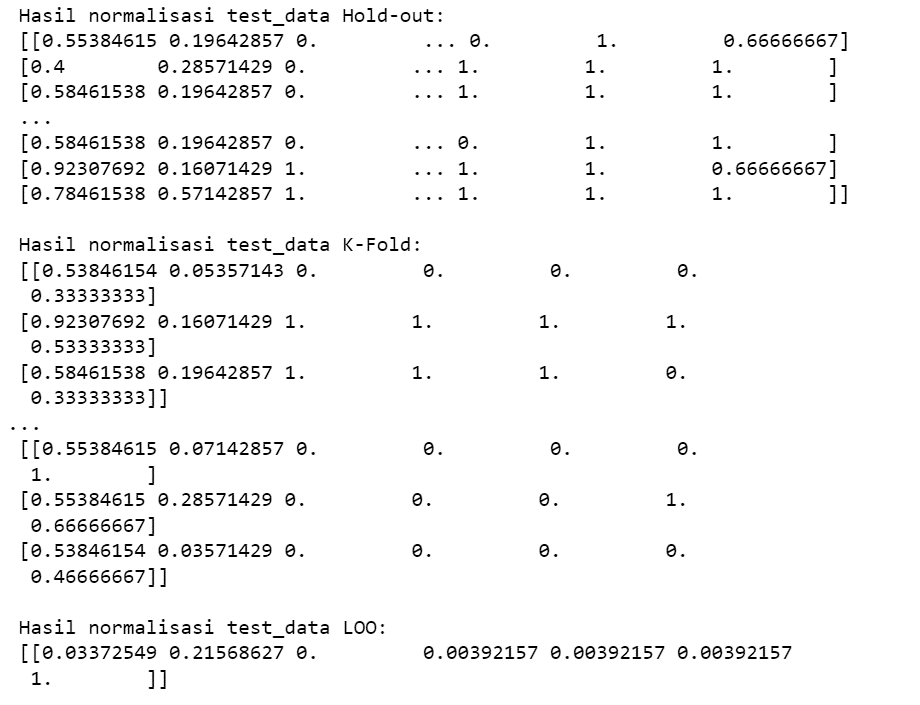 Hasil normalisasi test_data Hold-out:
[[0.55384615 0.19642857 0.         ... 0.         1.         0.66666667]
[0.4        0.28571429 0.         ... 1.         1.         1.        ]
[0.58461538 0.19642857 0.         ... 1.         1.         1.        ]
...
[0.58461538 0.19642857 0.         ... 0.         1.         1.        ]
[0.92307692 0.16071429 1.         ... 1.         1.         0.66666667]
[0.78461538 0.57142857 1.         ... 1.         1.         1.        ]]
Hasil normalisasi test_data K-Fold:
[[0.53846154 0.05357143 0.         0.         0.         0.
0.33333333]
[0.92307692 0.16071429 1.         1.         1.         1.
0.53333333]
[0.58461538 0.19642857 1.         1.         1.         0.
0.33333333]]
...
[[0.55384615 0.07142857 0.         0.         0.         0.
1.        ]
[0.55384615 0.28571429 0.         0.         0.         1.
0.66666667]
[0.53846154 0.03571429 0.         0.         0.         0.
0.46666667]]
Hasil normalisasi test_data LOO:
[[0.03372549 0.21568627 0.         0.00392157 0.00392157 0.00392157
1.        ]]